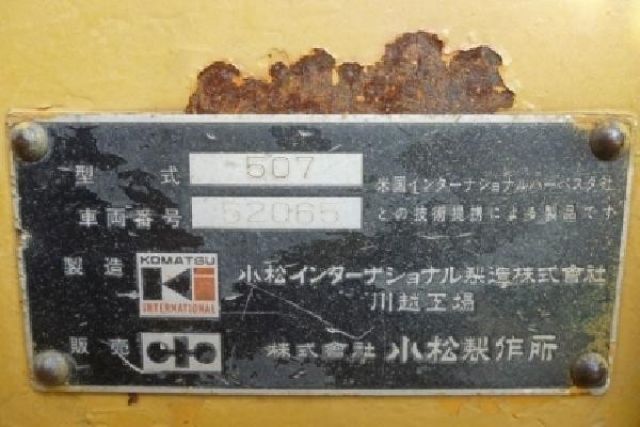 型式 507
米国インターナショナルハーベスタ社
車両番号 52065
との技術提携による製品です
製造 KOMATSU INTERNATIONAL 小松インターナショナル製造株式會社
川越工場
販売 株式會社 小松製作所